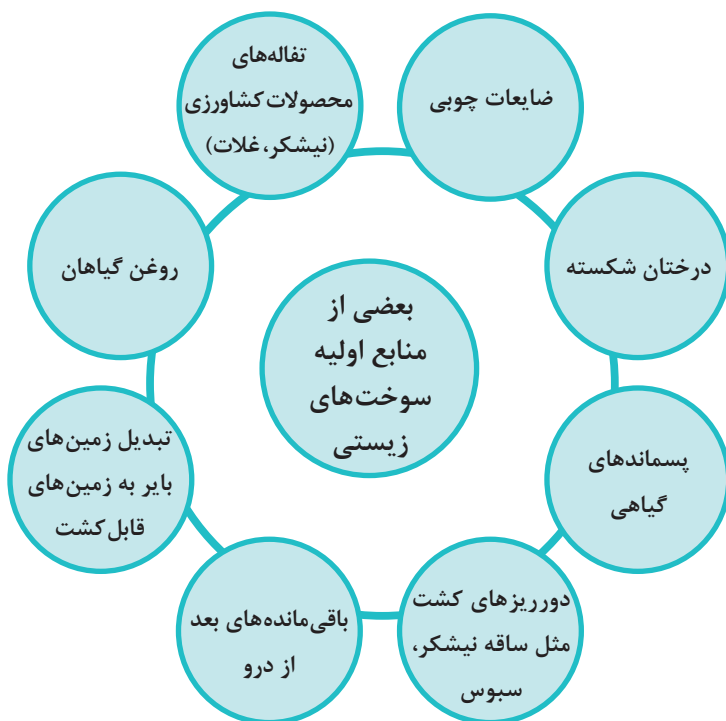 بعضی از
منابع اولیه
سوخت‌های
زیستی
ضایعات چوبی
درختان شکسته
پسماندهای
گیاهی
دورریزهای کشت
مثل ساقه نیشکر،
سبوس
باقی‌مانده‌های بعد
از درو
تبدیل زمین‌های
بایر به زمین‌های
قابل کشت
روغن گیاهان
تفاله‌های
محصولات کشاورزی
(نیشکر، غلات)